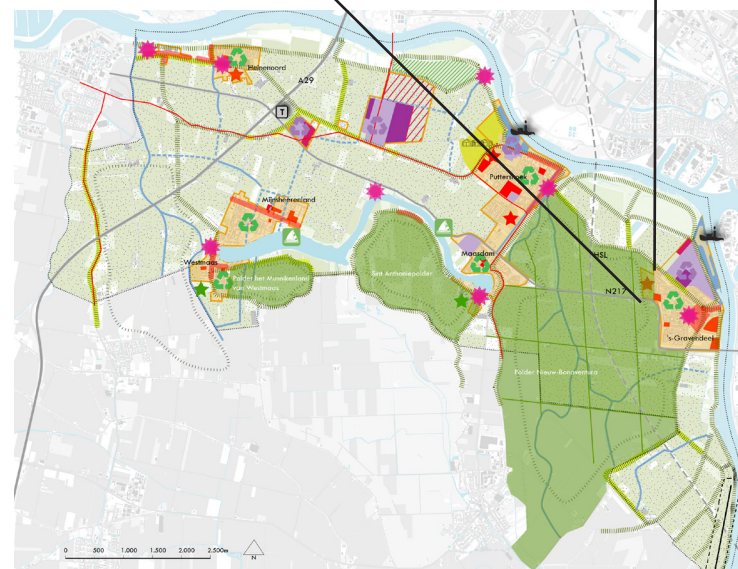 Heinenoord
A29
T
Puttershoek
Mijnsheerenland
Maasdam
HSL
Westmaas
Polder het Munnikenland
van Westmaas
Sint Anthoniepolder
N217
's-Gravendeel
Polder Nieuw-Bonaventura
0 500 1.000 1.500 2.000 2.500m
N